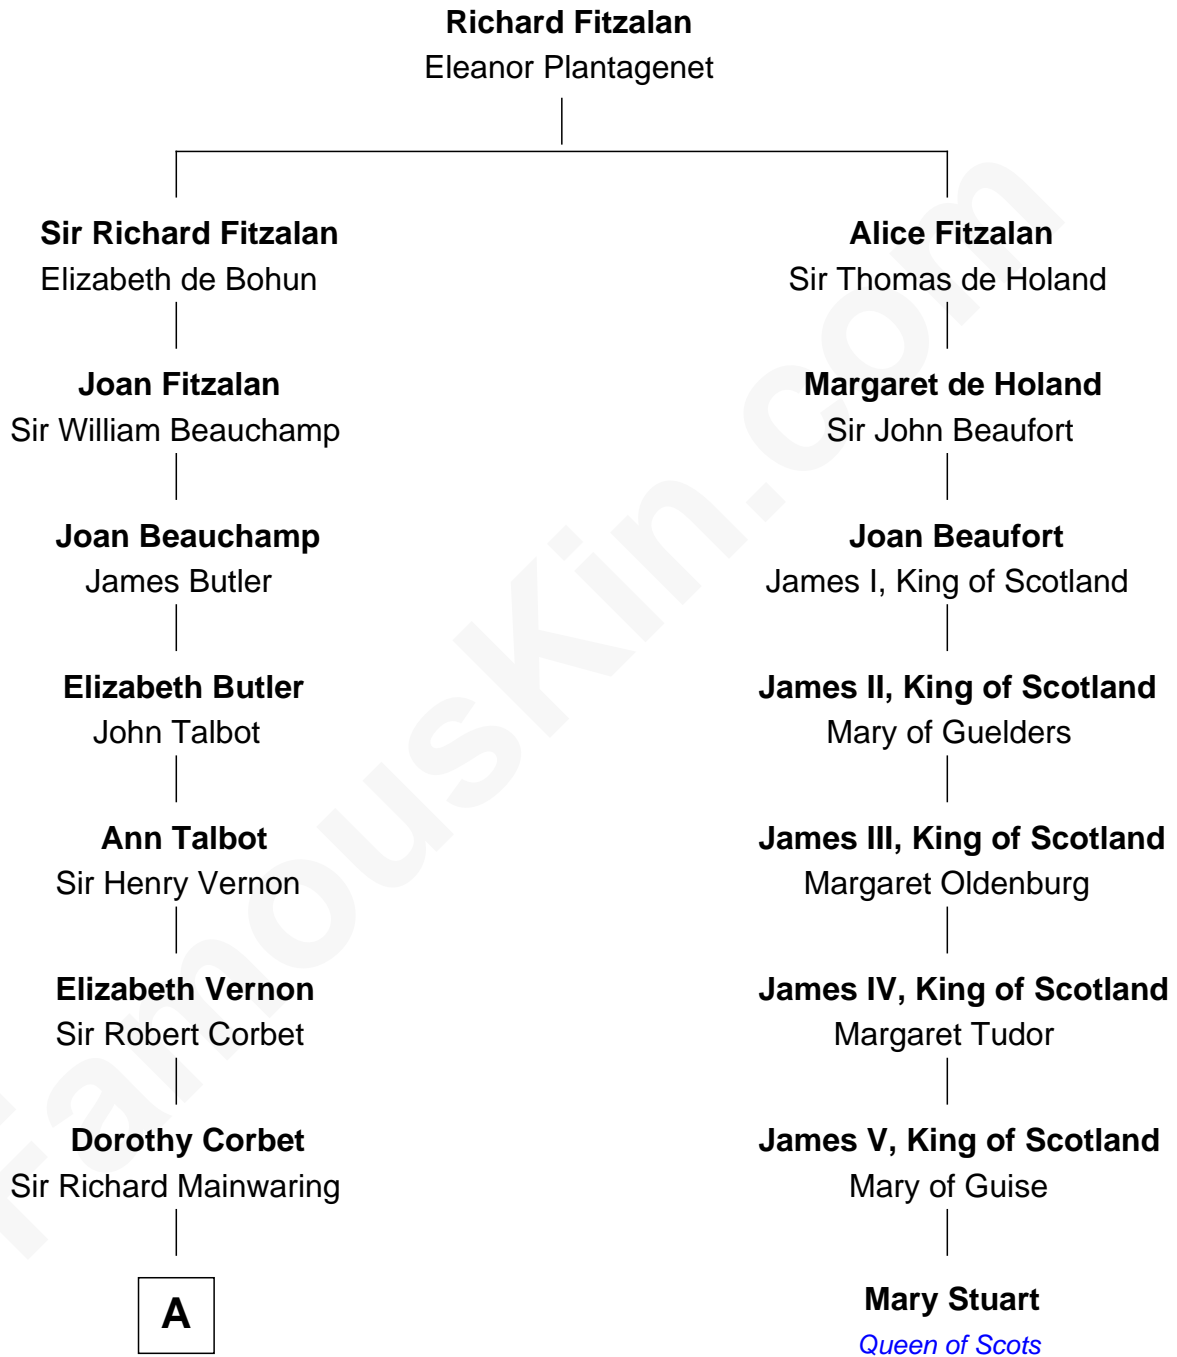 Richard Fitzalan
Eleanor Plantagenet
Sir Richard Fitzalan
Elizabeth de Bohun
Joan Fitzalan
Sir William Beauchamp
Joan Beauchamp
James Butler
Elizabeth Butler
John Talbot
Ann Talbot
Sir Henry Vernon
Elizabeth Vernon
Sir Robert Corbet
Dorothy Corbet
Sir Richard Mainwaring
A
Alice Fitzalan
Sir Thomas de Holand
Margaret de Holand
Sir John Beaufort
Joan Beaufort
James I, King of Scotland
James II, King of Scotland
Mary of Guelders
James III, King of Scotland
Margaret Oldenburg
James IV, King of Scotland
Margaret Tudor
James V, King of Scotland
Mary of Guise
Mary Stuart
Queen of Scots
FamousKin.com